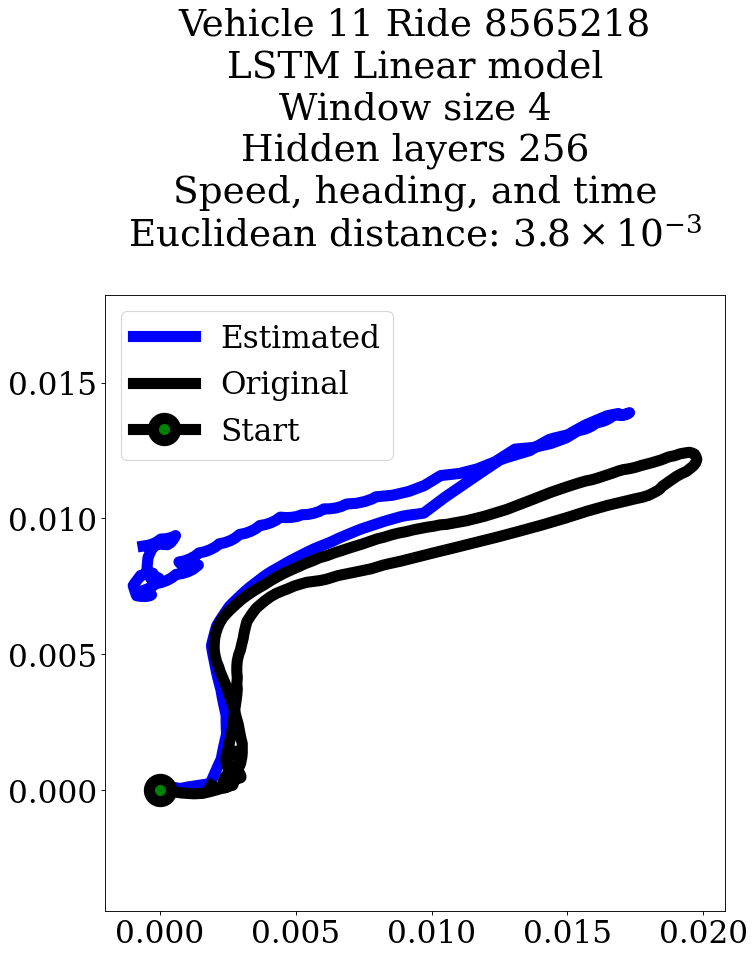 Vehicle 11 Ride 8565218
LSTM Linear model
Window size 4
Hidden layers 256
Speed, heading, and time
Euclidean distance: 3.8 × 10⁻³
Estimated
Original
Start
0.015
0.010
0.005
0.000
0.000 0.005 0.010 0.015 0.020